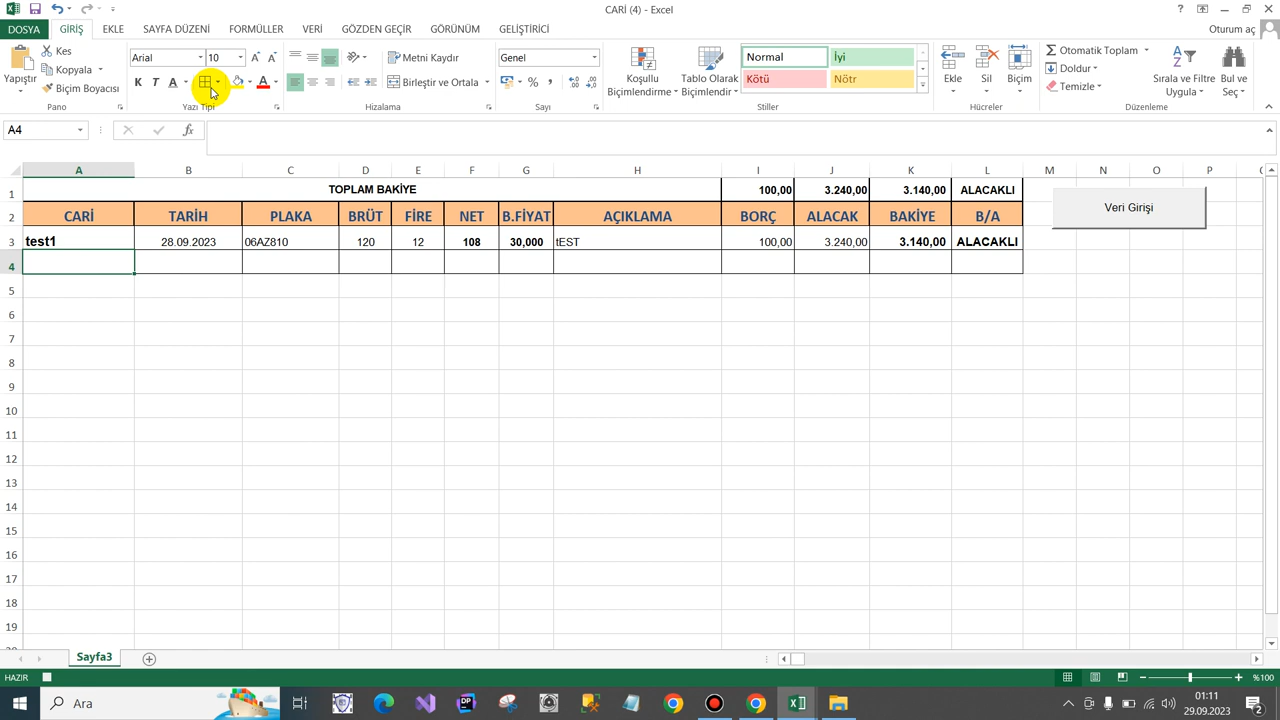 CARİ (4) - Excel
DOSYA GİRİŞ EKLE SAYFA DÜZENİ FORMÜLLER VERİ GÖZDEN GEÇİR GÖRÜNÜM GELİŞTİRİCİ Oturum aç
Yapıştır
Kes
Kopyala
Biçim Boyacısı
Pano
Arial 10
K T A
Yazı Tipi
Metni Kaydır
Birleştir ve Ortala
Hizalama
Genel
Sayı
Koşullu Biçimlendirme
Tablo Olarak Biçimlendir
Normal İyi
Kötü Nötr
Stiller
Ekle Sil Biçim
Hücreler
Otomatik Toplam
Doldur
Temizle
Sırala ve Filtre Uygula
Bul ve Seç
Düzenleme
A4 fx
A B C D E F G H I J K L M N O P
1 TOPLAM BAKİYE 100,00 3.240,00 3.140,00 ALACAKLI
Veri Girişi
2 CARİ TARİH PLAKA BRÜT FİRE NET B.FİYAT AÇIKLAMA BORÇ ALACAK BAKİYE B/A
3 test1 28.09.2023 06AZ810 120 12 108 30,000 tEST 100,00 3.240,00 3.140,00 ALACAKLI
4
5
6
7
8
9
10
11
12
13
14
15
16
17
18
19
Sayfa3
HAZIR %100
Ara
01:11
29.09.2023
2